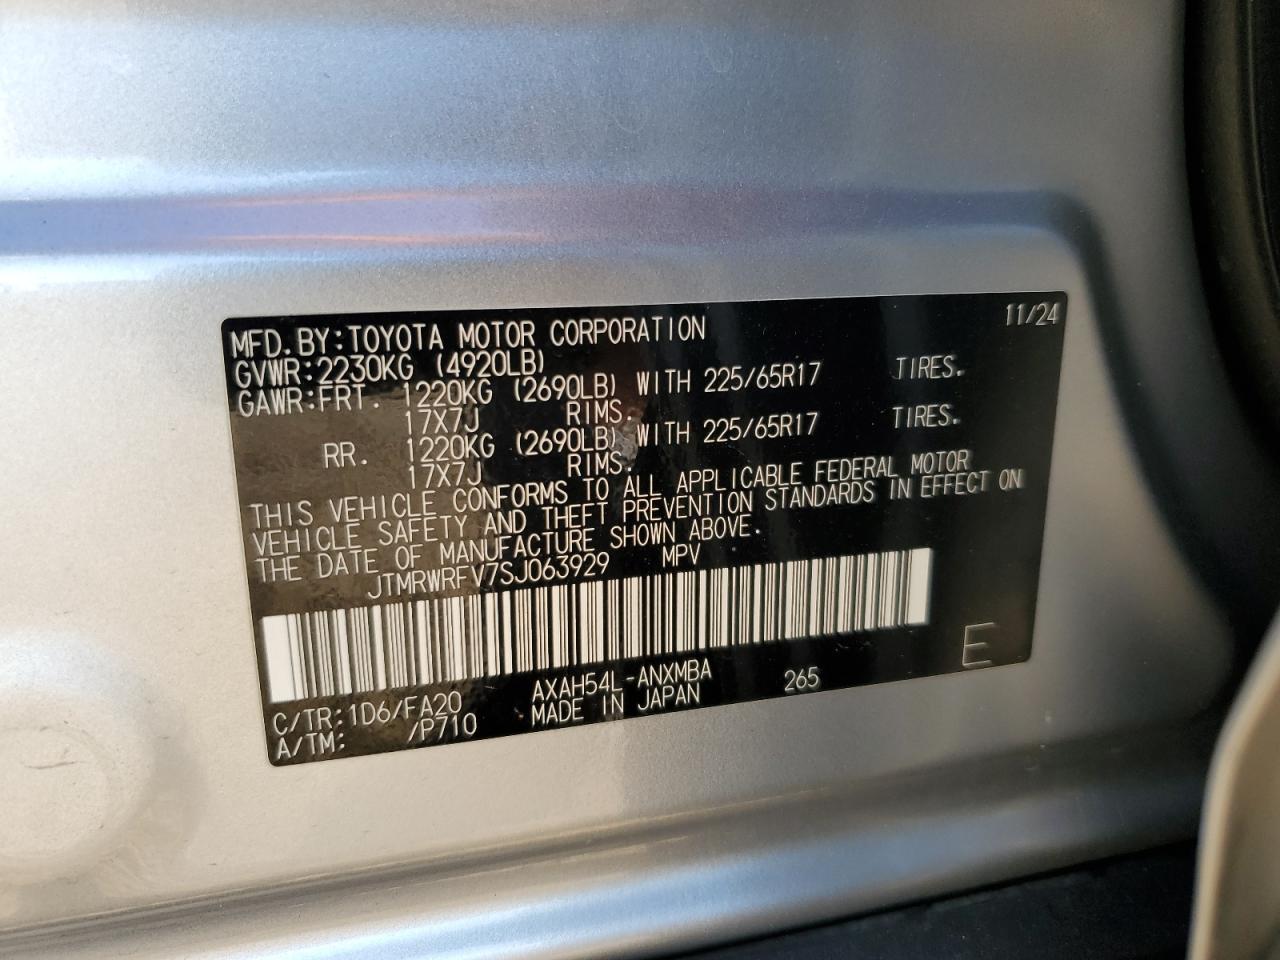 MFD.BY:TOYOTA MOTOR CORPORATION 11/24
GVWR:2230KG (4920LB)
GAWR:FRT. 1220KG (2690LB) WITH 225/65R17 TIRES.
17X7J RIMS.
RR. 1220KG (2690LB) WITH 225/65R17 TIRES.
17X7J RIMS.
THIS VEHICLE CONFORMS TO ALL APPLICABLE FEDERAL MOTOR
VEHICLE SAFETY AND THEFT PREVENTION STANDARDS IN EFFECT ON
THE DATE OF MANUFACTURE SHOWN ABOVE.
JTMRWRFV7SJ063929 MPV
C/TR:1D6/FA20 AXAH54L-ANXMBA 265 E
A/TM: /P710 MADE IN JAPAN